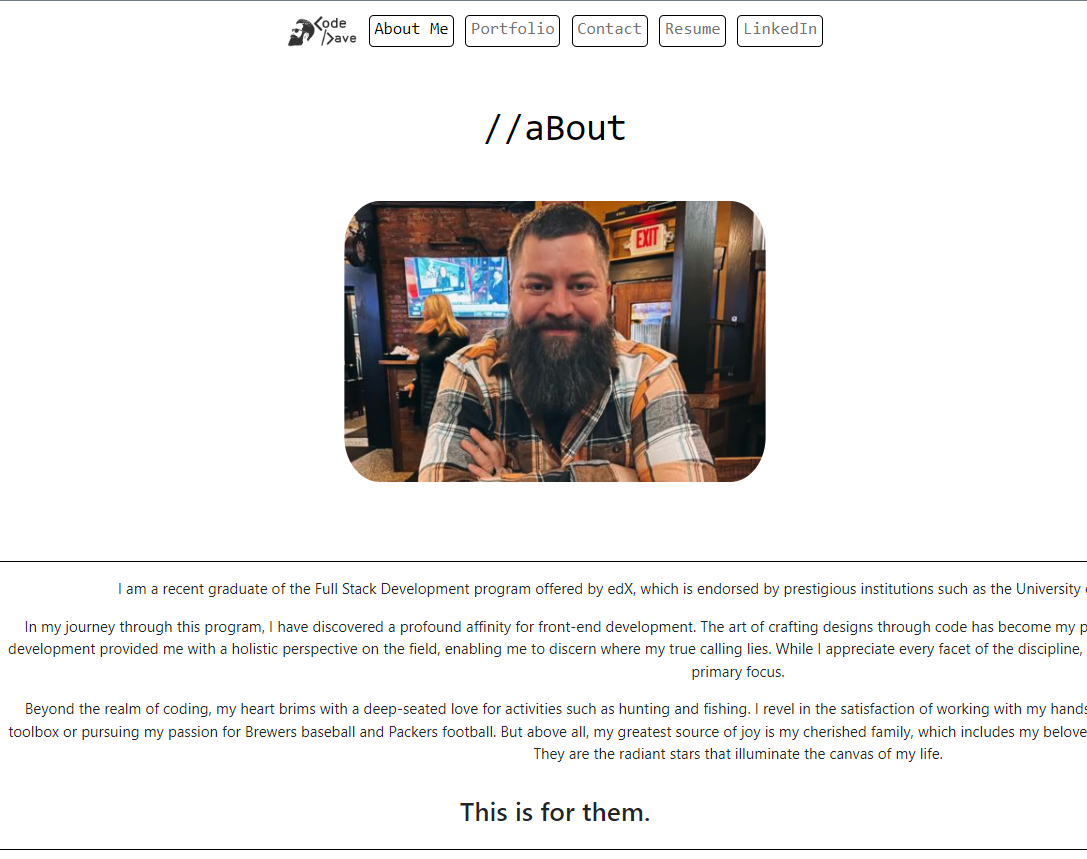 Code
Dave
About Me Portfolio Contact Resume LinkedIn
//aBout
EXIT
I am a recent graduate of the Full Stack Development program offered by edX, which is endorsed by prestigious institutions such as the University
In my journey through this program, I have discovered a profound affinity for front-end development. The art of crafting designs through code has become my
development provided me with a holistic perspective on the field, enabling me to discern where my true calling lies. While I appreciate every facet of the discipline,
primary focus.
Beyond the realm of coding, my heart brims with a deep-seated love for activities such as hunting and fishing. I revel in the satisfaction of working with my hands
toolbox or pursuing my passion for Brewers baseball and Packers football. But above all, my greatest source of joy is my cherished family, which includes my
They are the radiant stars that illuminate the canvas of my life.
This is for them.